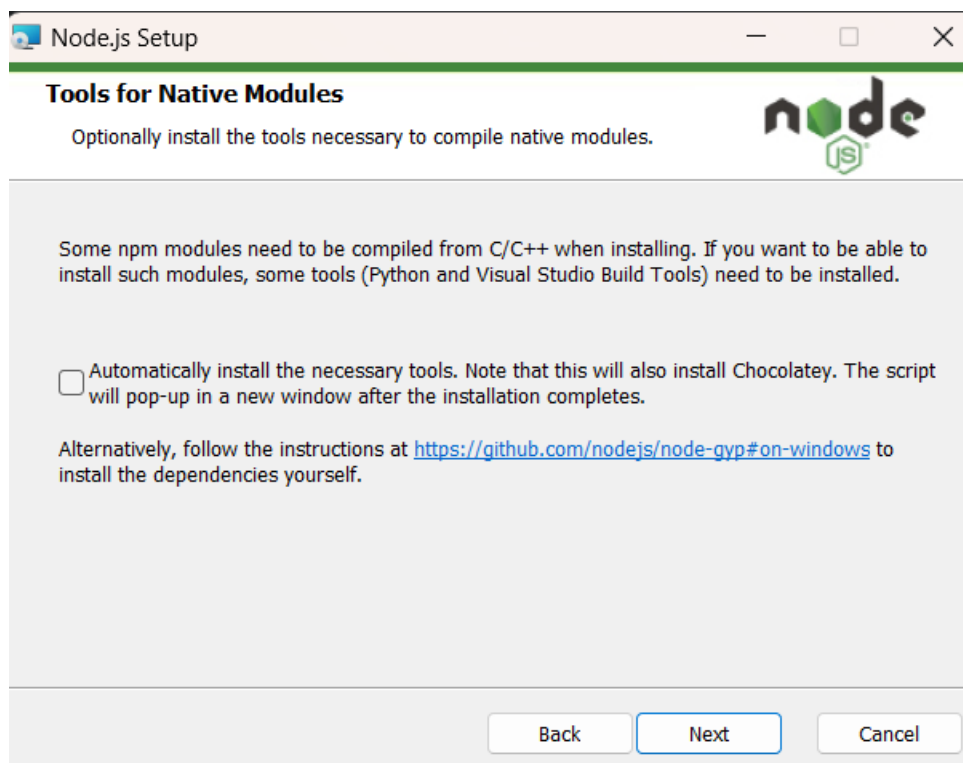 Node.js Setup
Tools for Native Modules
Optionally install the tools necessary to compile native modules.
node
JS
Some npm modules need to be compiled from C/C++ when installing. If you want to be able to
install such modules, some tools (Python and Visual Studio Build Tools) need to be installed.
Automatically install the necessary tools. Note that this will also install Chocolatey. The script
will pop-up in a new window after the installation completes.
Alternatively, follow the instructions at https://github.com/nodejs/node-gyp#on-windows to
install the dependencies yourself.
Back Next Cancel